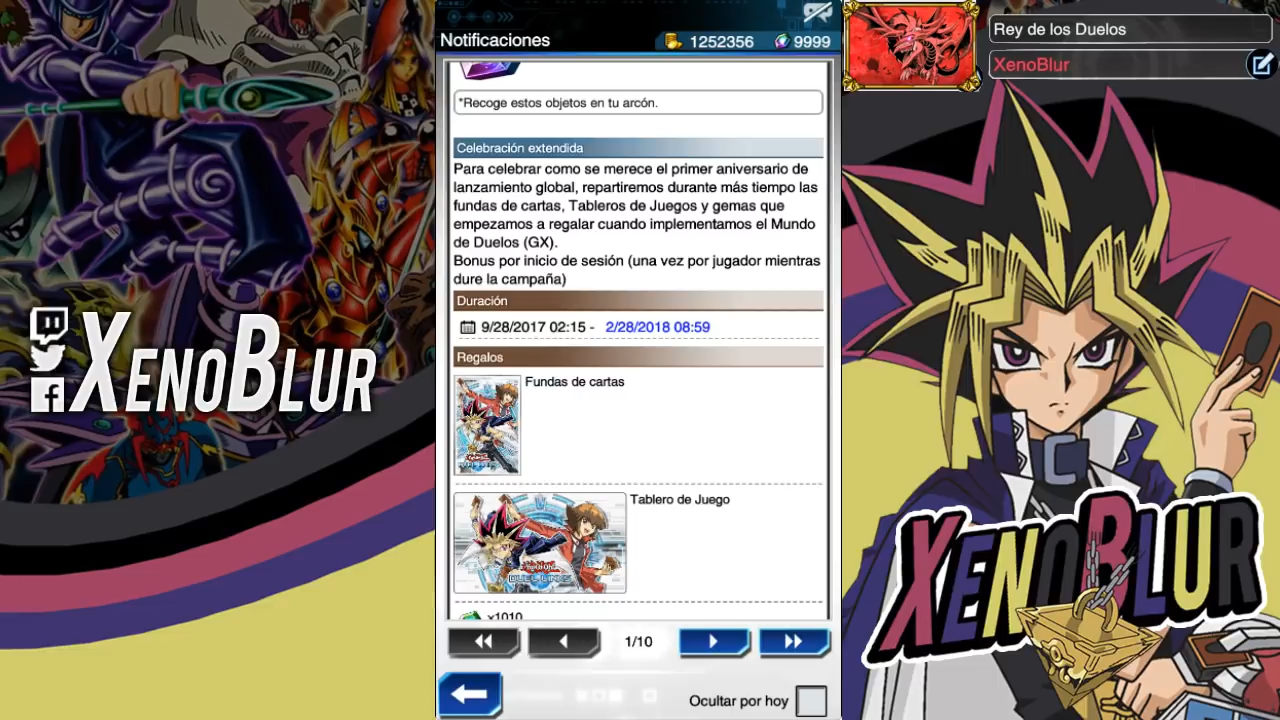 Notificaciones
1252356
9999
*Recoge estos objetos en tu arcón.
Celebración extendida
Para celebrar como se merece el primer aniversario de
lanzamiento global, repartiremos durante más tiempo las
fundas de cartas, Tableros de Juegos y gemas que
empezamos a regalar cuando implementamos el Mundo
de Duelos (GX).
Bonus por inicio de sesión (una vez por jugador mientras
dure la campaña)
Duración
9/28/2017 02:15 - 2/28/2018 08:59
Regalos
Fundas de cartas
Tablero de Juego
DUEL LINKS
x1010
1/10
Ocultar por hoy
XENOBLUR
Rey de los Duelos
XenoBlur
XENOBLUR